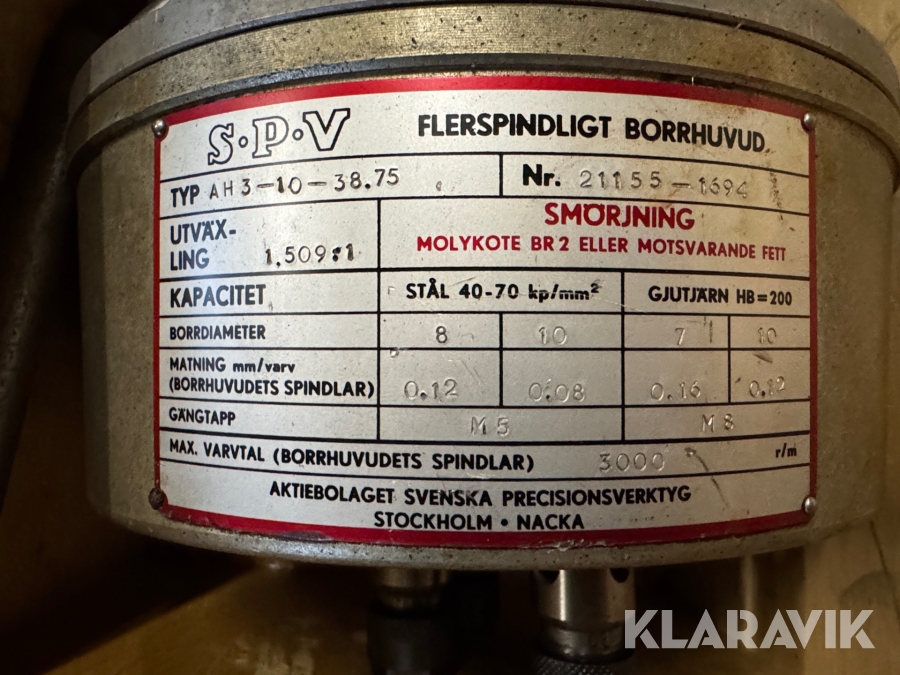 S·P·V FLERSPINDLIGT BORRHUVUD.
TYP AH 3-10-38.75 Nr. 21155-1694
UTVÄX-
LING 1.509:1
SMÖRJNING
MOLYKOTE BR 2 ELLER MOTSVARANDE FETT
KAPACITET STÅL 40-70 kp/mm² GJUTJÄRN HB=200
BORRDIAMETER 8 10 7 10
MATNING mm/varv
(BORRHUVUDETS SPINDLAR) 0.12 0.08 0.16 0.12
GÄNGTAPP M 5 M 8
MAX. VARVTAL (BORRHUVUDETS SPINDLAR) 3000 r/m
AKTIEBOLAGET SVENSKA PRECISIONSVERKTYG
STOCKHOLM • NACKA
KLARAVIK